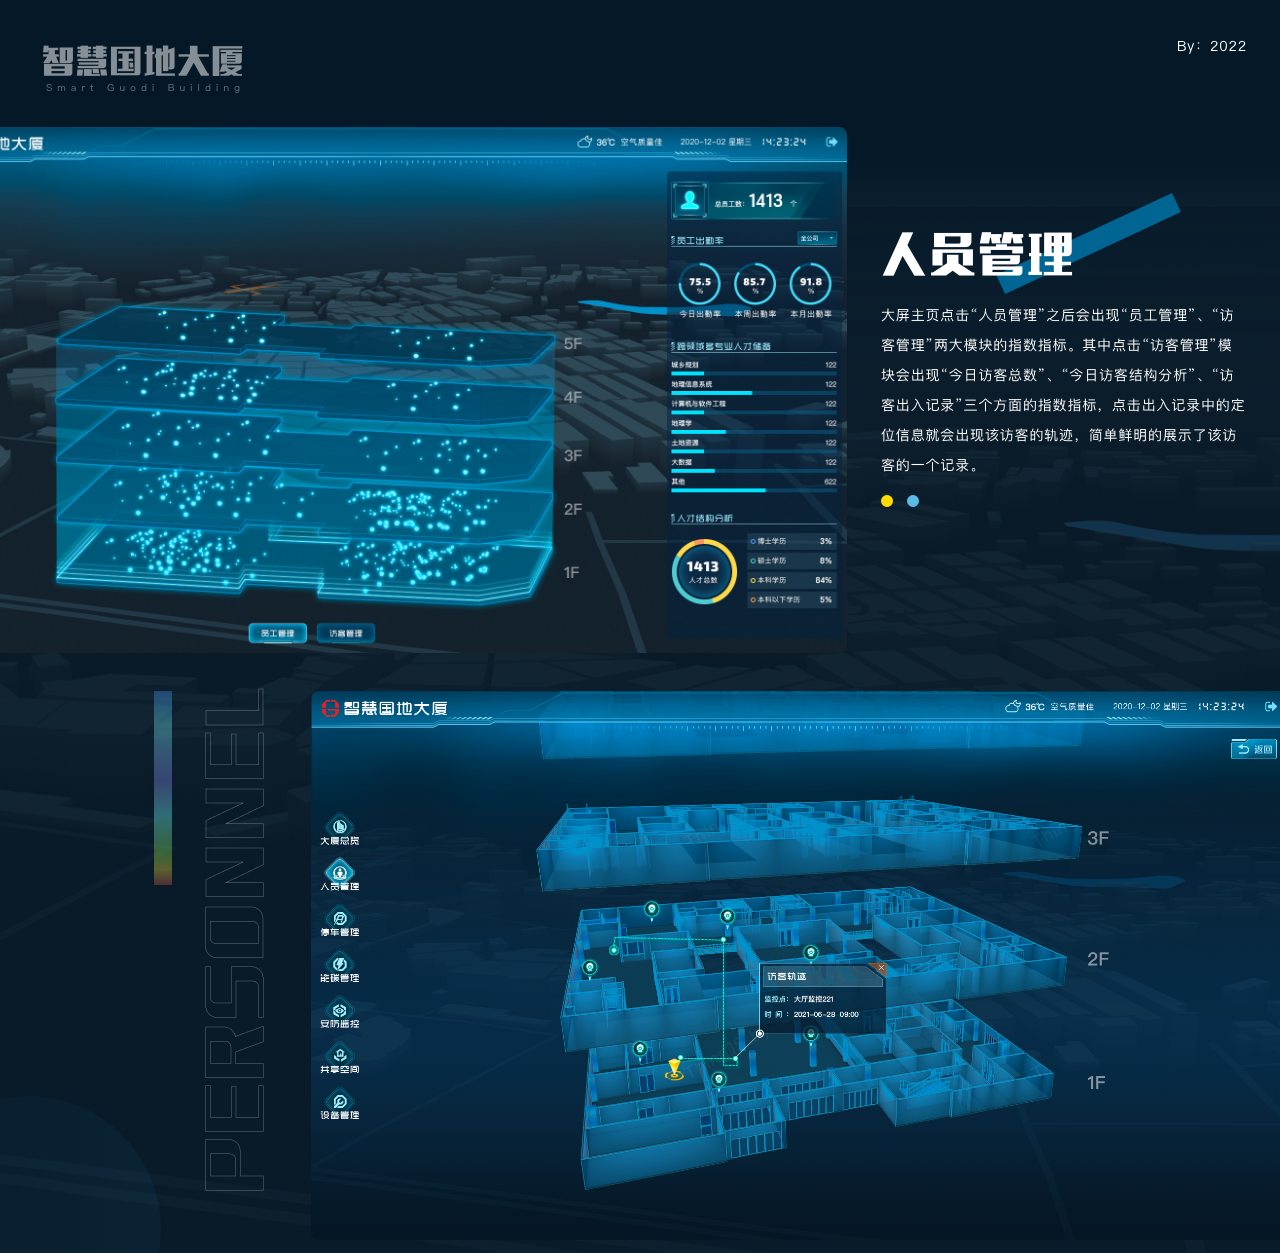 智慧国地大厦
Smart Guodi Building
By：2022
地大厦
36℃ 空气质量佳
2020-12-02 星期三
14:23:24
总员工数: 1413 个
员工出勤率
全公司
75.5 %
85.7 %
91.8 %
今日出勤率
本周出勤率
本月出勤率
跨领域多专业人才储备
城乡规划 122
地理信息系统 122
计算机与软件工程 122
地理学 122
土地资源 122
大数据 122
其他 622
人才结构分析
1413
人才总数
博士学历 3%
硕士学历 8%
本科学历 84%
本科以下学历 5%
5F
4F
3F
2F
1F
员工管理
访客管理
人员管理
大屏主页点击“人员管理”之后会出现“员工管理”、“访
客管理”两大模块的指数指标。其中点击“访客管理”模
块会出现“今日访客总数”、“今日访客结构分析”、“访
客出入记录”三个方面的指数指标，点击出入记录中的定
位信息就会出现该访客的轨迹，简单鲜明的展示了该访
客的一个记录。
PERSONNEL
智慧国地大厦
36℃ 空气质量佳
2020-12-02 星期三
14:23:24
返回
大厦总览
人员管理
停车管理
能碳管理
安防监控
共享空间
设备管理
3F
2F
1F
访客轨迹
监控点: 大厅监控221
时 间 : 2021-06-28 09:00